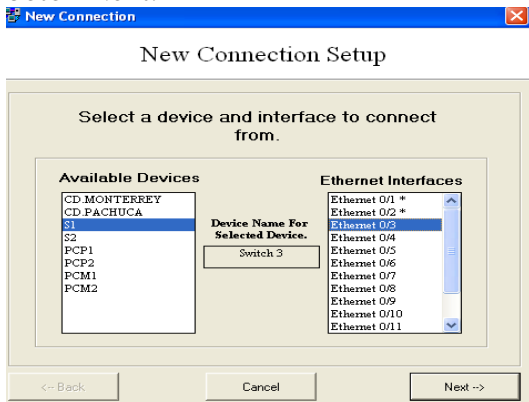 New Connection
New Connection Setup
Select a device and interface to connect
from.
Available Devices
CD.MONTERREY
CD.PACHUCA
S1
S2
PCP1
PCP2
PCM1
PCM2
Device Name For
Selected Device.
Switch 3
Ethernet Interfaces
Ethernet 0/1 *
Ethernet 0/2 *
Ethernet 0/3
Ethernet 0/4
Ethernet 0/5
Ethernet 0/6
Ethernet 0/7
Ethernet 0/8
Ethernet 0/9
Ethernet 0/10
Ethernet 0/11
<-- Back
Cancel
Next -->